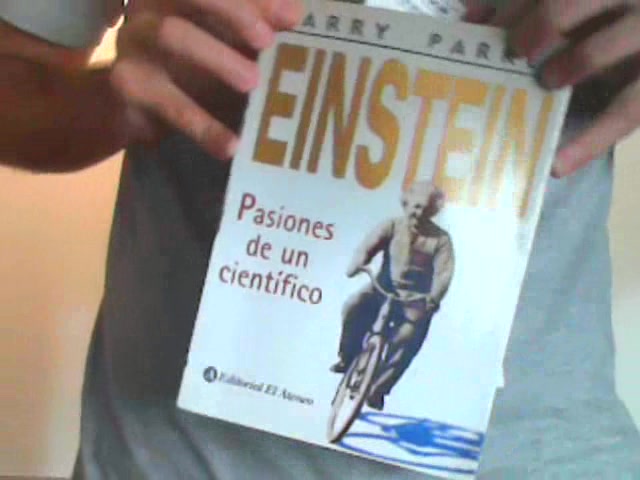 EINSTEIN
Pasiones
de un
científico
Editorial El Ateneo